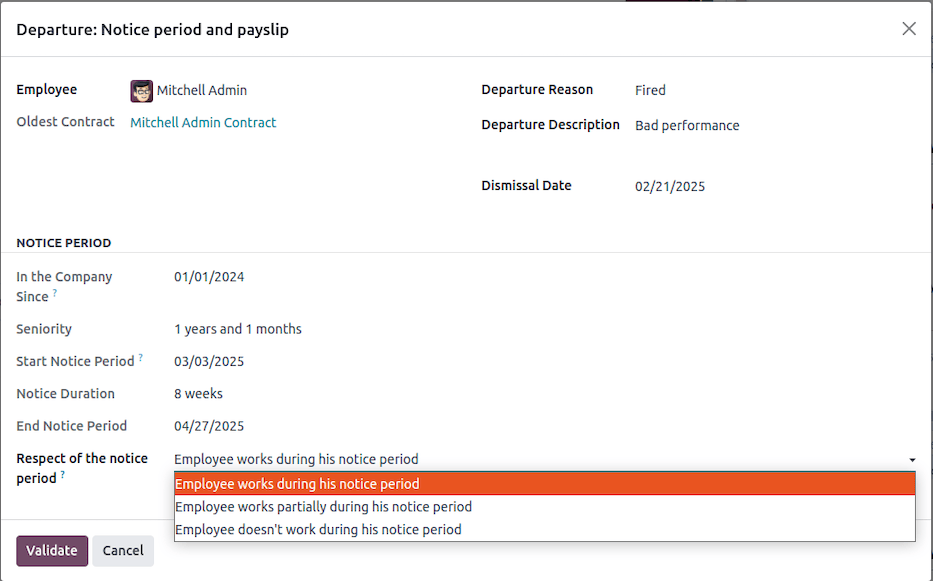 Departure: Notice period and payslip
Employee
Mitchell Admin
Oldest Contract
Mitchell Admin Contract
Departure Reason
Fired
Departure Description
Bad performance
Dismissal Date
02/21/2025
NOTICE PERIOD
In the Company
Since ?
01/01/2024
Seniority
1 years and 1 months
Start Notice Period ?
03/03/2025
Notice Duration
8 weeks
End Notice Period
04/27/2025
Respect of the notice
period ?
Employee works during his notice period
Employee works during his notice period
Employee works partially during his notice period
Employee doesn't work during his notice period
Validate
Cancel